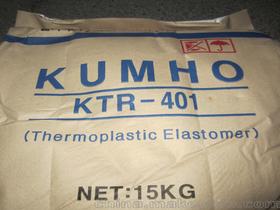 KUMHO
KTR-401
(Thermoplastic Elastomer)
NET:15KG